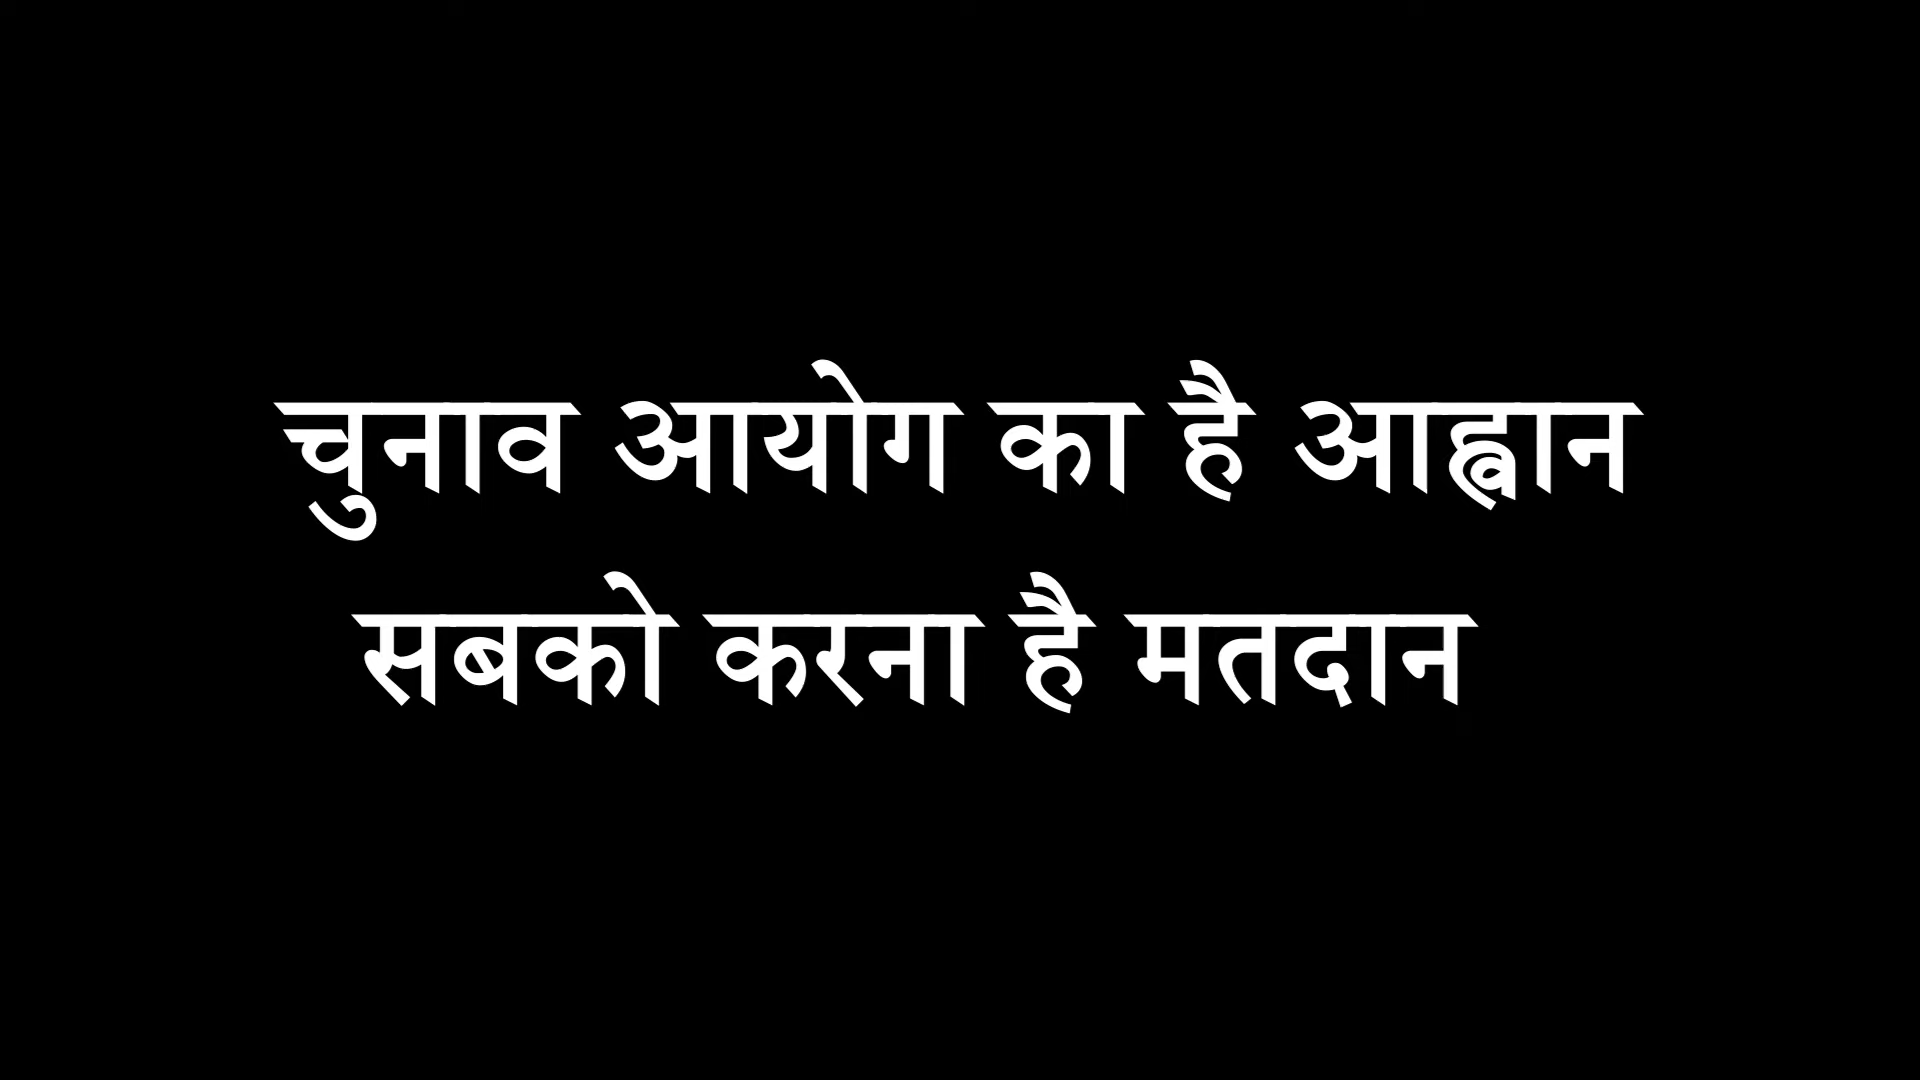 चुनाव आयोग का है आह्वान
सबको करना है मतदान